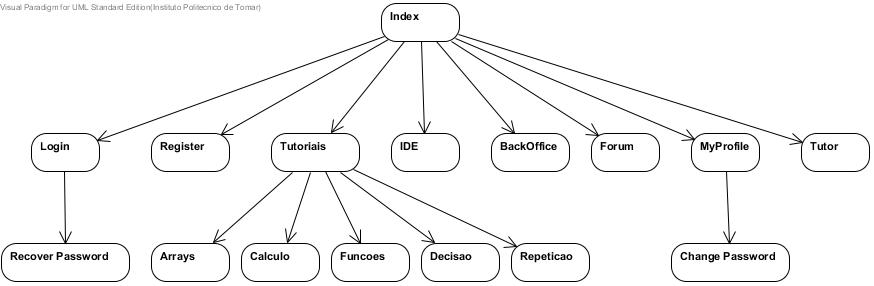 Visual Paradigm for UML Standard Edition(Instituto Politecnico de Tomar)
Index
Login
Register
Tutoriais
IDE
BackOffice
Forum
MyProfile
Tutor
Recover Password
Arrays
Calculo
Funcoes
Decisao
Repeticao
Change Password